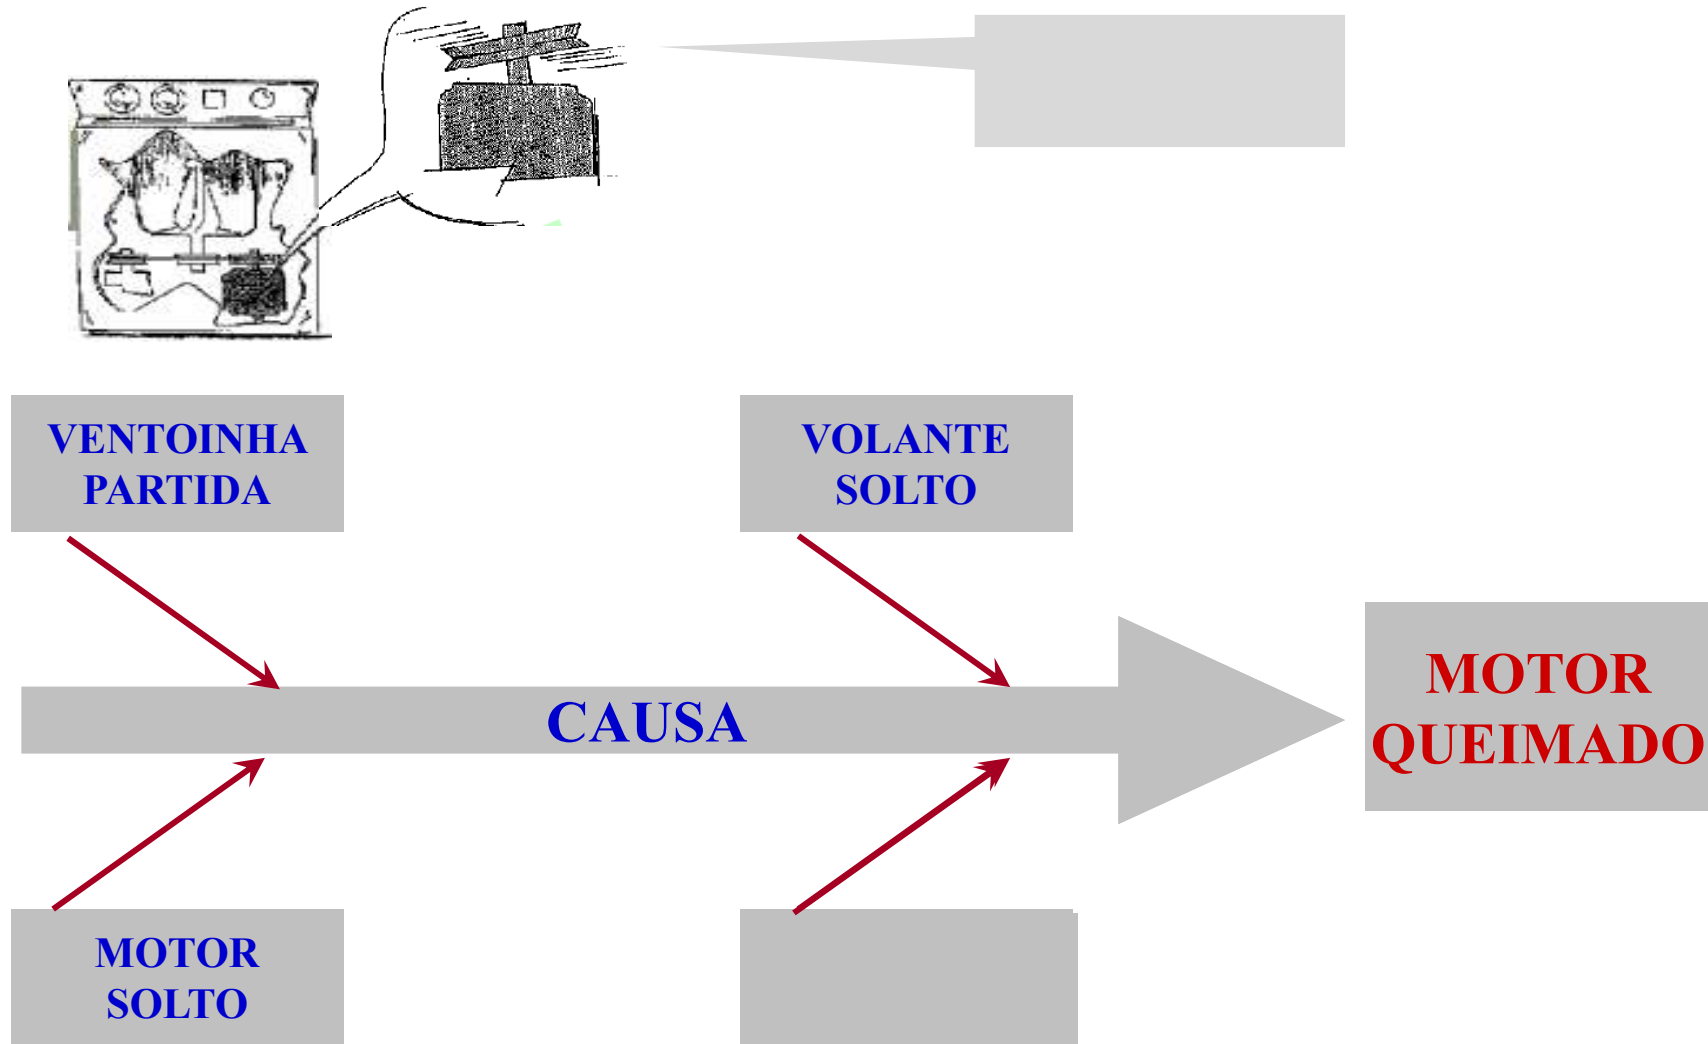 VENTOINHA
PARTIDA
VOLANTE
SOLTO
CAUSA
MOTOR
QUEIMADO
MOTOR
SOLTO